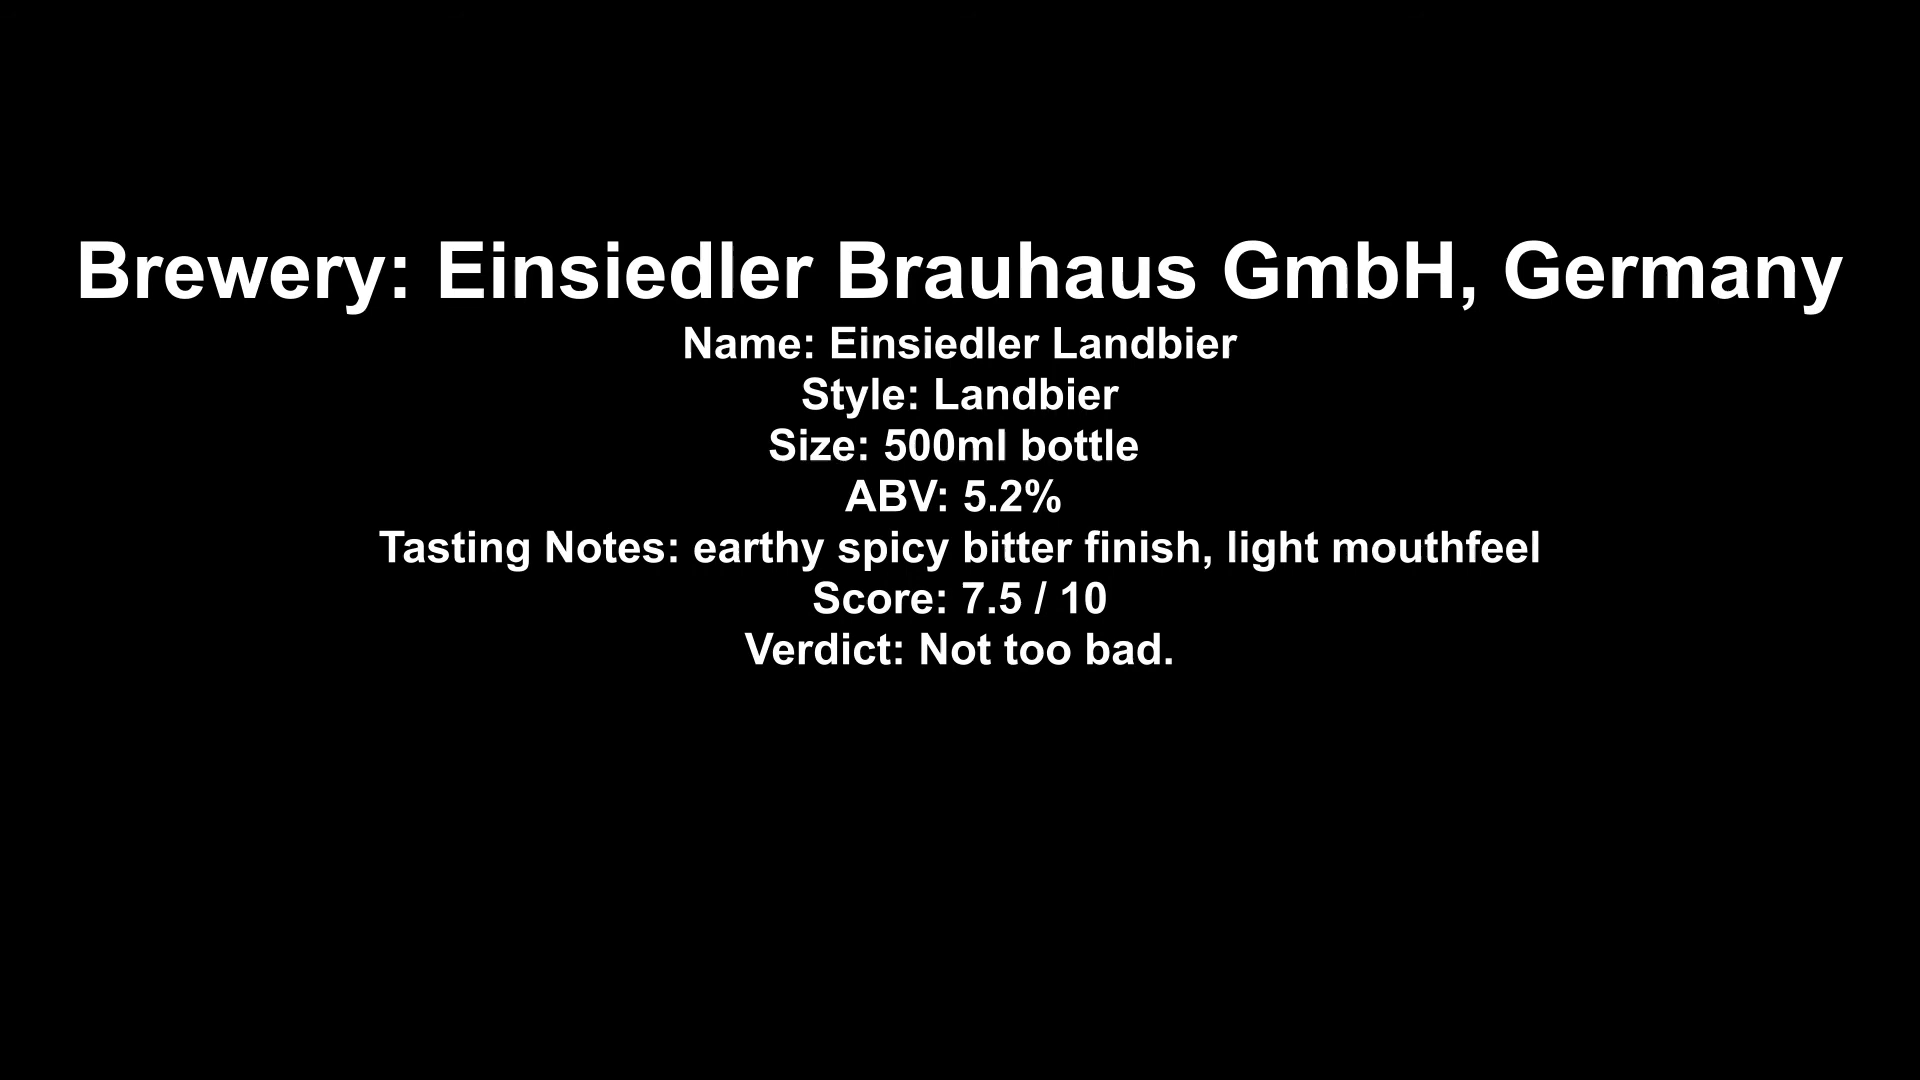 Brewery: Einsiedler Brauhaus GmbH, Germany
Name: Einsiedler Landbier
Style: Landbier
Size: 500ml bottle
ABV: 5.2%
Tasting Notes: earthy spicy bitter finish, light mouthfeel
Score: 7.5 / 10
Verdict: Not too bad.